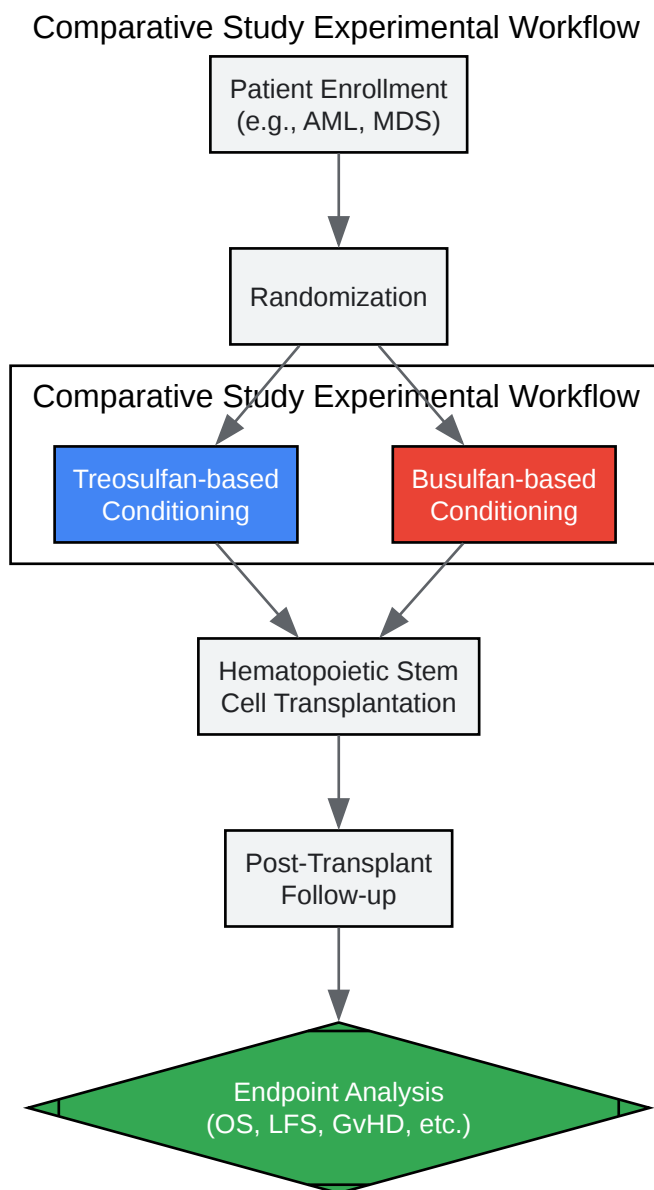 Comparative Study Experimental Workflow
Patient Enrollment
(e.g., AML, MDS)
Randomization
Comparative Study Experimental Workflow
Treosulfan-based
Conditioning
Busulfan-based
Conditioning
Hematopoietic Stem
Cell Transplantation
Post-Transplant
Follow-up
Endpoint Analysis
(OS, LFS, GvHD, etc.)